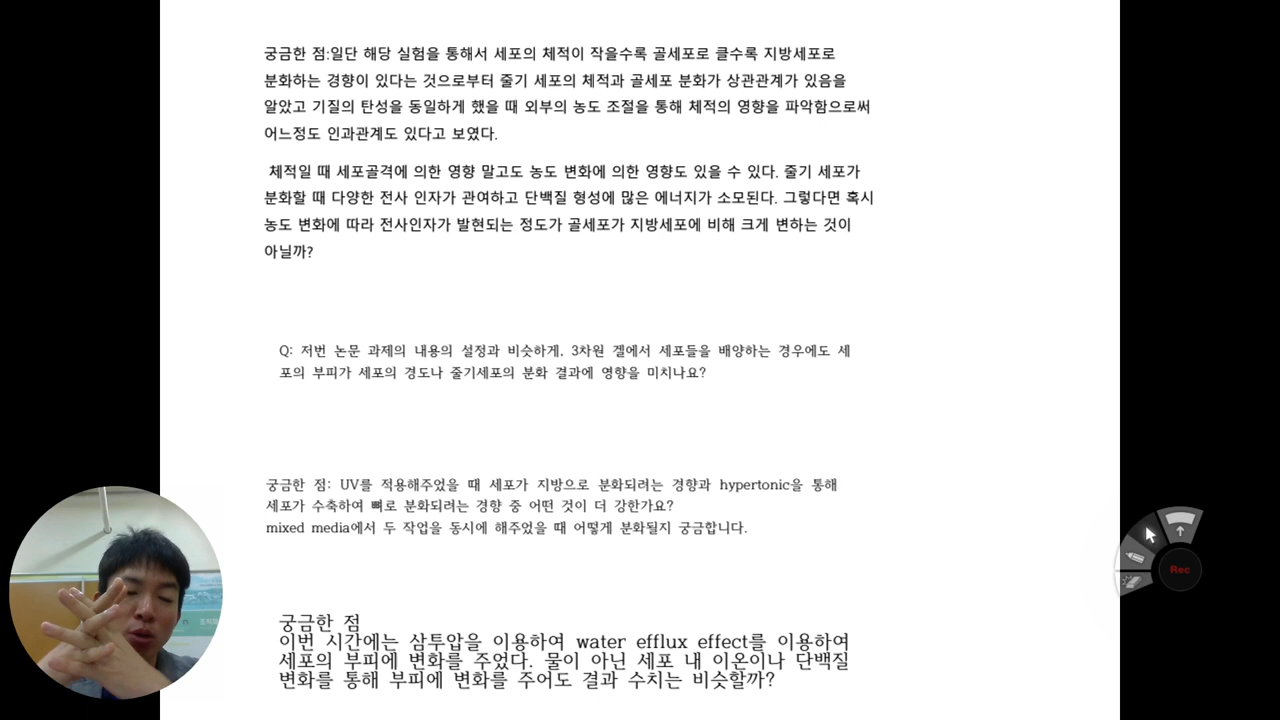 궁금한 점:일단 해당 실험을 통해서 세포의 체적이 작을수록 골세포로 클수록 지방세포로
분화하는 경향이 있다는 것으로부터 줄기 세포의 체적과 골세포 분화가 상관관계가 있음을
알았고 기질의 탄성을 동일하게 했을 때 외부의 농도 조절을 통해 체적의 영향을 파악함으로써
어느정도 인과관계도 있다고 보였다.
체적일 때 세포골격에 의한 영향 말고도 농도 변화에 의한 영향도 있을 수 있다. 줄기 세포가
분화할 때 다양한 전사 인자가 관여하고 단백질 형성에 많은 에너지가 소모된다. 그렇다면 혹시
농도 변화에 따라 전사인자가 발현되는 정도가 골세포가 지방세포에 비해 크게 변하는 것이
아닐까?
Q: 저번 논문 과제의 내용의 설정과 비슷하게, 3차원 겔에서 세포들을 배양하는 경우에도 세
포의 부피가 세포의 경도나 줄기세포의 분화 결과에 영향을 미치나요?
궁금한 점: UV를 적용해주었을 때 세포가 지방으로 분화되려는 경향과 hypertonic을 통해
세포가 수축하여 뼈로 분화되려는 경향 중 어떤 것이 더 강한가요?
mixed media에서 두 작업을 동시에 해주었을 때 어떻게 분화될지 궁금합니다.
궁금한 점
이번 시간에는 삼투압을 이용하여 water efflux effect를 이용하여
세포의 부피에 변화를 주었다. 물이 아닌 세포 내 이온이나 단백질
변화를 통해 부피에 변화를 주어도 결과 수치는 비슷할까?
Rec